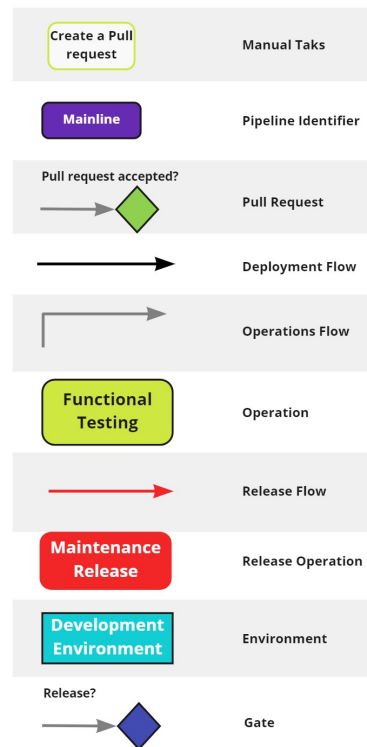 Create a Pull
request
Manual Taks
Mainline
Pipeline Identifier
Pull request accepted?
Pull Request
Deployment Flow
Operations Flow
Functional
Testing
Operation
Release Flow
Maintenance
Release
Release Operation
Development
Environment
Environment
Release?
Gate